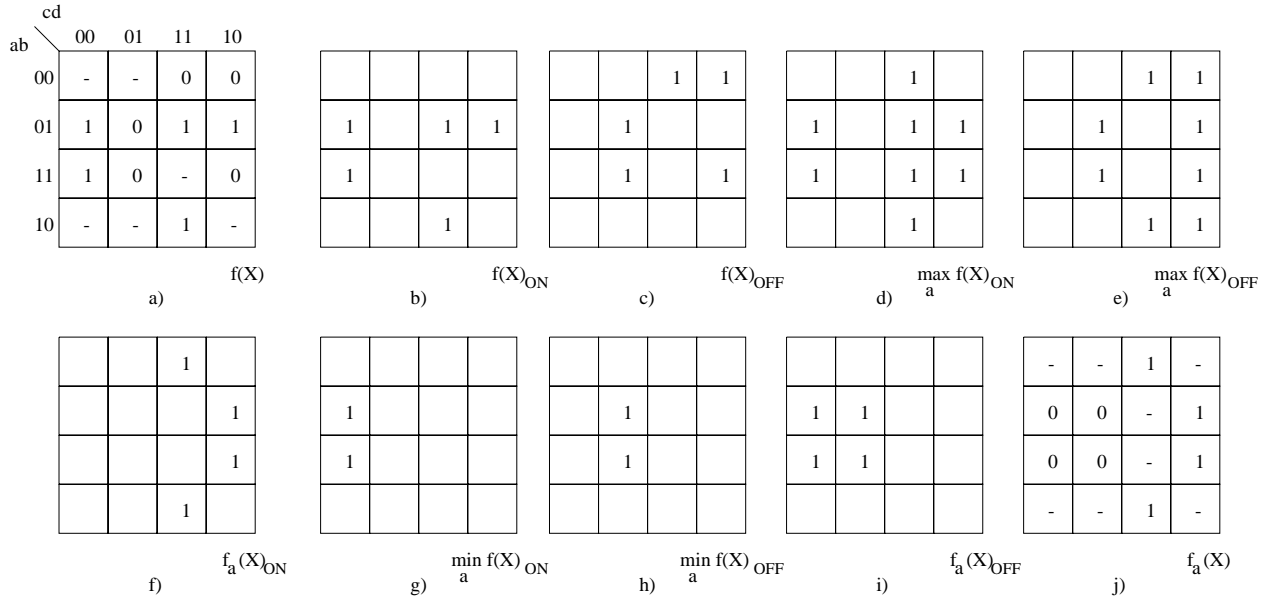 cd
ab
00 01 11 10
00 - - 0 0 1 1 1 1 1
01 1 0 1 1 1 1 1 1 1 1 1 1 1 1
11 1 0 - 0 1 1 1 1 1 1 1 1
10 - - 1 - 1 1 1 1
f(X) f(X)ON f(X)OFF max f(X)ON max f(X)OFF
a a
a) b) c) d) e)
1 - - 1 -
1 1 1 1 1 0 0 - 1
1 1 1 1 1 0 0 - 1
1 - - 1 -
fa(X)ON min f(X) ON min f(X) OFF fa(X)OFF fa(X)
a a
f) g) h) i) j)